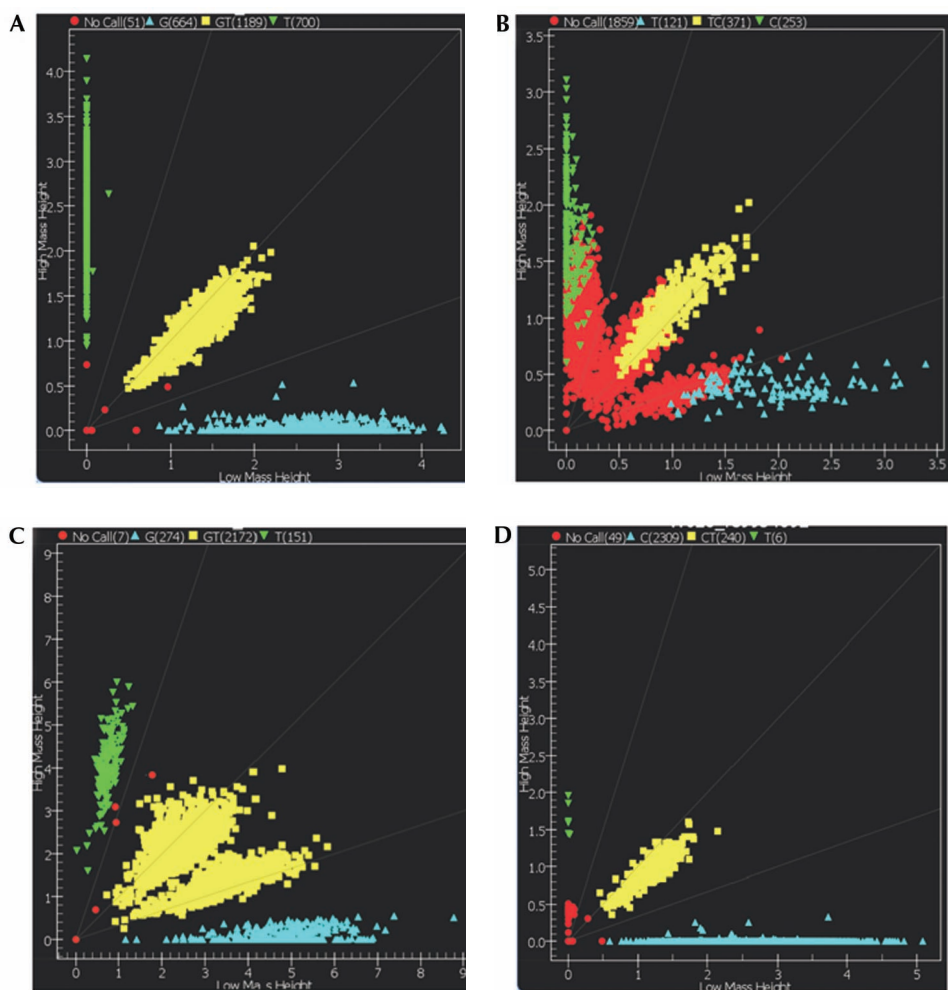 A
No Call(51) G(664) GT(1189) T(700)
4.0
3.5
3.0
2.5
2.0
1.5
1.0
0.5
0.0
High Mass Height
0 1 2 3 4
Low Mass Height
B
No Call(1859) T(121) TC(371) C(253)
3.5
3.0
2.5
2.0
1.5
1.0
0.5
0.0
High Mass Height
0.0 0.5 1.0 1.5 2.0 2.5 3.0 3.5
Low Mass Height
C
No Call(7) G(274) GT(2172) T(151)
9
8
7
6
5
4
3
2
1
0
High Mass Height
0 1 2 3 4 5 6 7 8 9
Low Mass Height
D
No Call(49) C(2309) CT(240) T(6)
5.0
4.5
4.0
3.5
3.0
2.5
2.0
1.5
1.0
0.5
0.0
High Mass Height
0 1 2 3 4 5
Low Mass Height